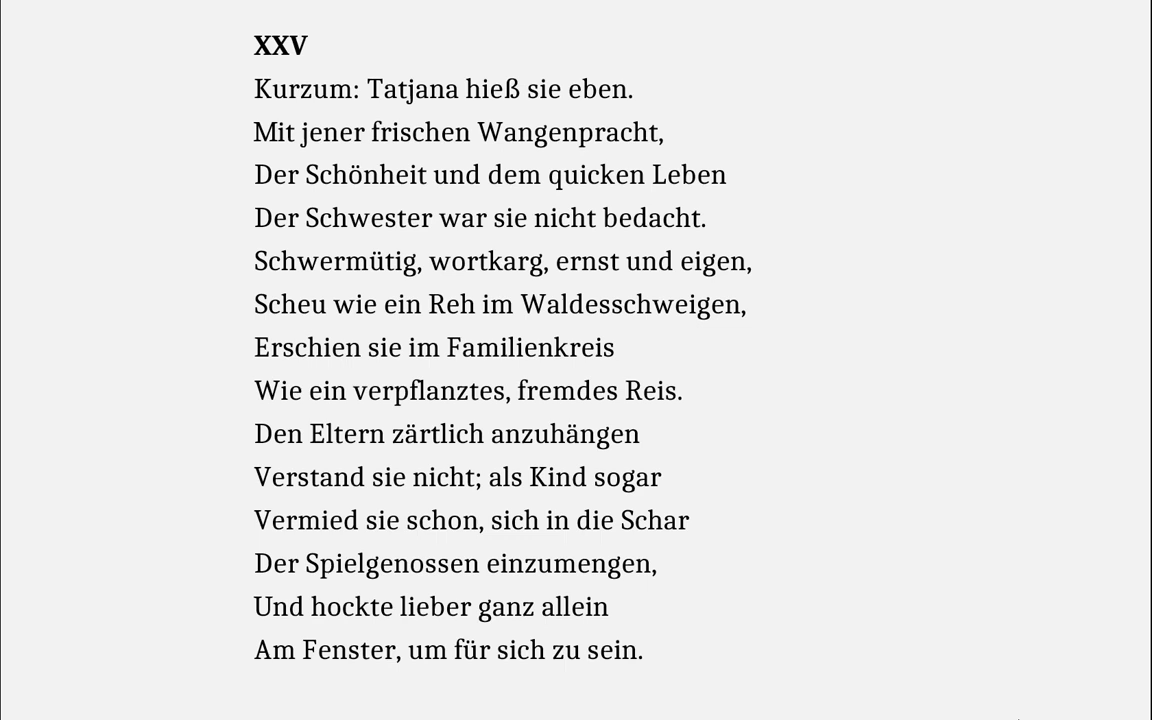 XXV
Kurzum: Tatjana hieß sie eben.
Mit jener frischen Wangenpracht,
Der Schönheit und dem quicken Leben
Der Schwester war sie nicht bedacht.
Schwermütig, wortkarg, ernst und eigen,
Scheu wie ein Reh im Waldesschweigen,
Erschien sie im Familienkreis
Wie ein verpflanztes, fremdes Reis.
Den Eltern zärtlich anzuhängen
Verstand sie nicht; als Kind sogar
Vermied sie schon, sich in die Schar
Der Spielgenossen einzumengen,
Und hockte lieber ganz allein
Am Fenster, um für sich zu sein.